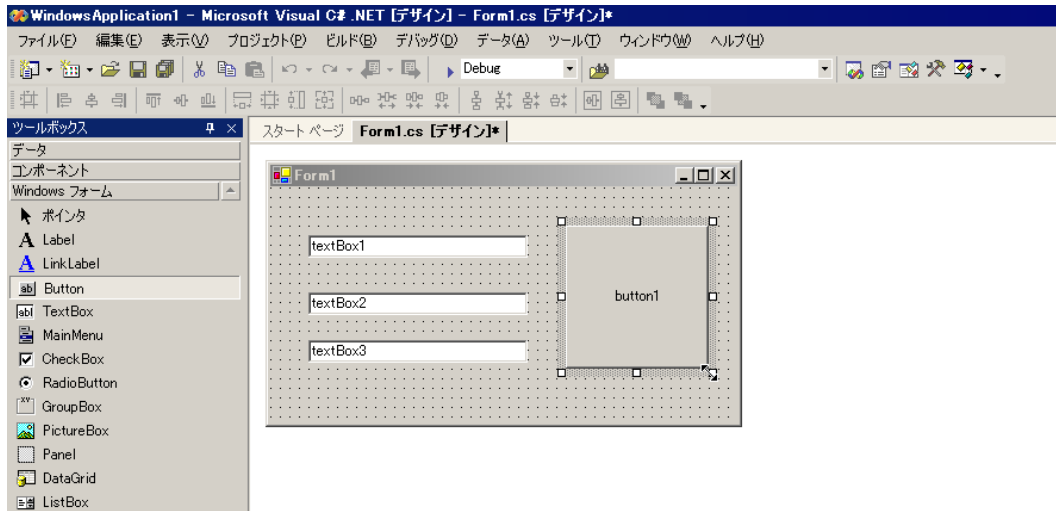 WindowsApplication1 - Microsoft Visual C# .NET [デザイン] - Form1.cs [デザイン]*
ファイル(F) 編集(E) 表示(V) プロジェクト(P) ビルド(B) デバッグ(D) データ(A) ツール(T) ウィンドウ(W) ヘルプ(H)
Debug
ツールボックス
スタート ページ Form1.cs [デザイン]*
データ
コンポーネント
Windows フォーム
ポインタ
Label
LinkLabel
Button
TextBox
MainMenu
CheckBox
RadioButton
GroupBox
PictureBox
Panel
DataGrid
ListBox
Form1
textBox1
textBox2
textBox3
button1